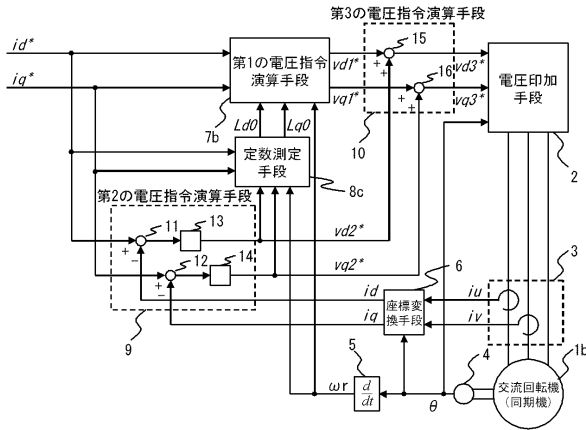 第3の電圧指令演算手段
id*
iq*
第1の電圧指令
演算手段
7b
vd1*
vq1*
15
16
+
+
+
+
10
vd3*
vq3*
電圧印加
手段
2
Ld0
Lq0
定数測定
手段
8c
第2の電圧指令演算手段
11
13
12
14
+
−
+
−
9
vd2*
vq2*
6
座標変
換手段
id
iq
iu
iv
3
5
d
dt
ωr
θ
4
1b
交流回転機
(同期機)